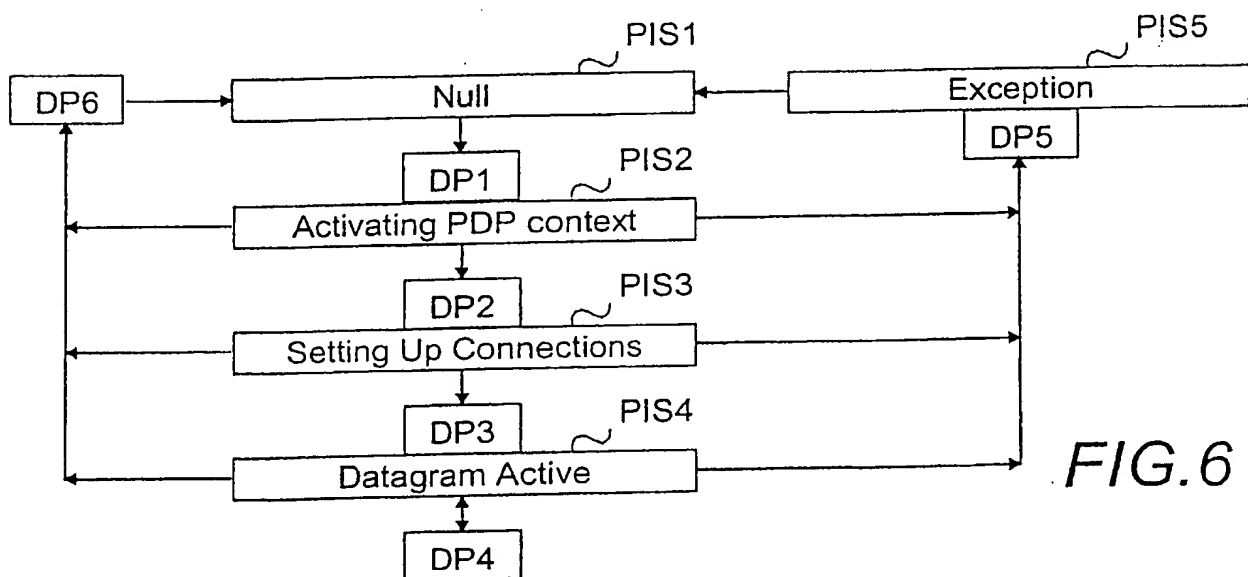 PIS1
PIS5
DP6
Null
Exception
DP5
DP1
PIS2
Activating PDP context
DP2
PIS3
Setting Up Connections
DP3
PIS4
Datagram Active
FIG.6
DP4